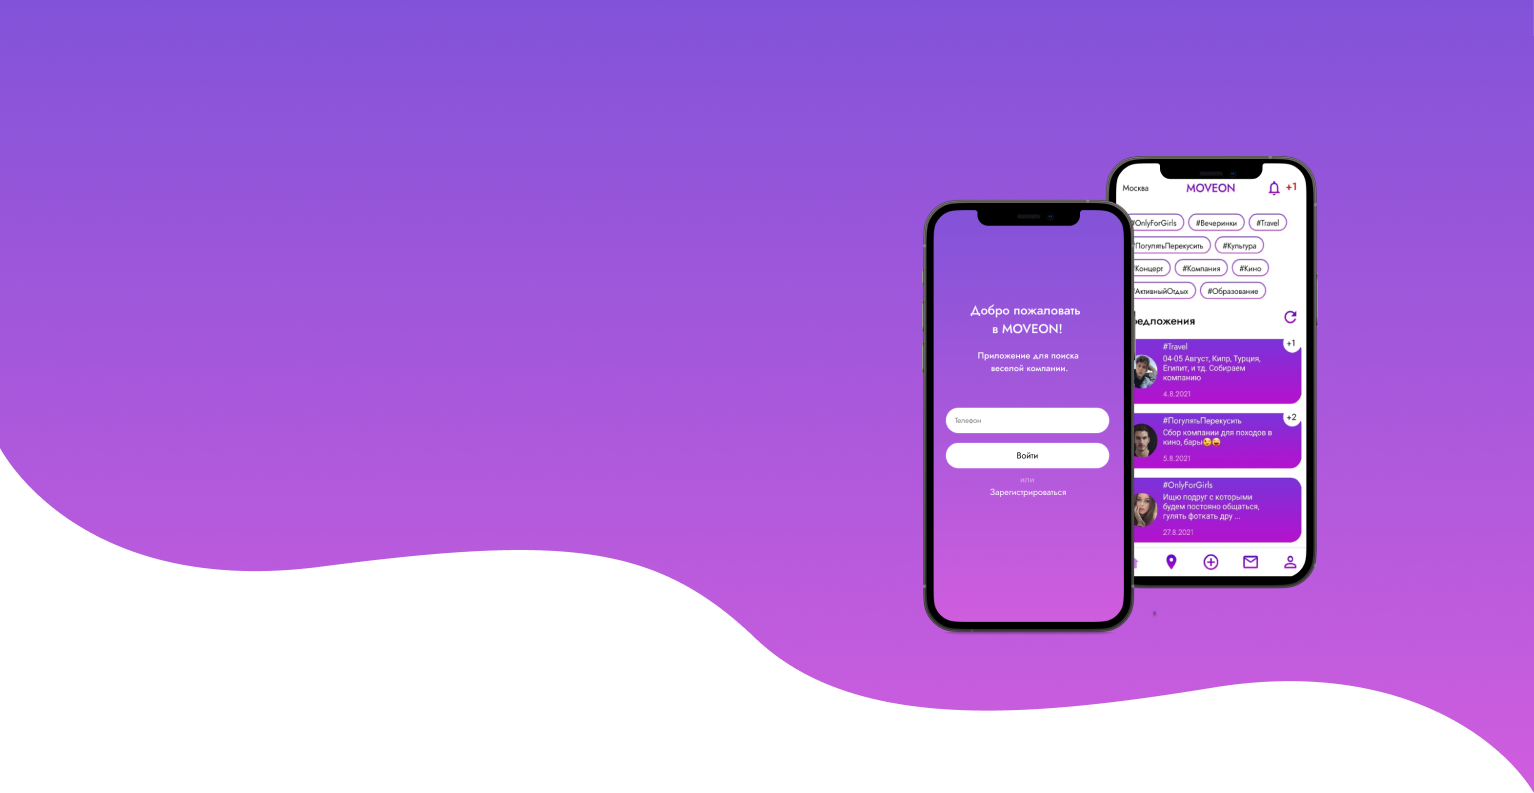 Добро пожаловать
в MOVEON!
Приложение для поиска
веселой компании.
Телефон
Войти
или
Зарегистрироваться
Москва MOVEON +1
#OnlyForGirls #Вечеринки #Travel
#ПогулятьПерекусить #Культура
#Концерт #Компания #Кино
#АктивныйОтдых #Образование
едложения
+1
#Travel
04-05 Август, Кипр, Турция,
Египит, и тд. Собираем
компанию
4.8.2021
+2
#ПогулятьПерекусить
Сбор компании для походов в
кино, бары😏😜
5.8.2021
#OnlyForGirls
Ищю подруг с которыми
будем постояно общаться,
гулять фоткать дру ...
27.8.2021